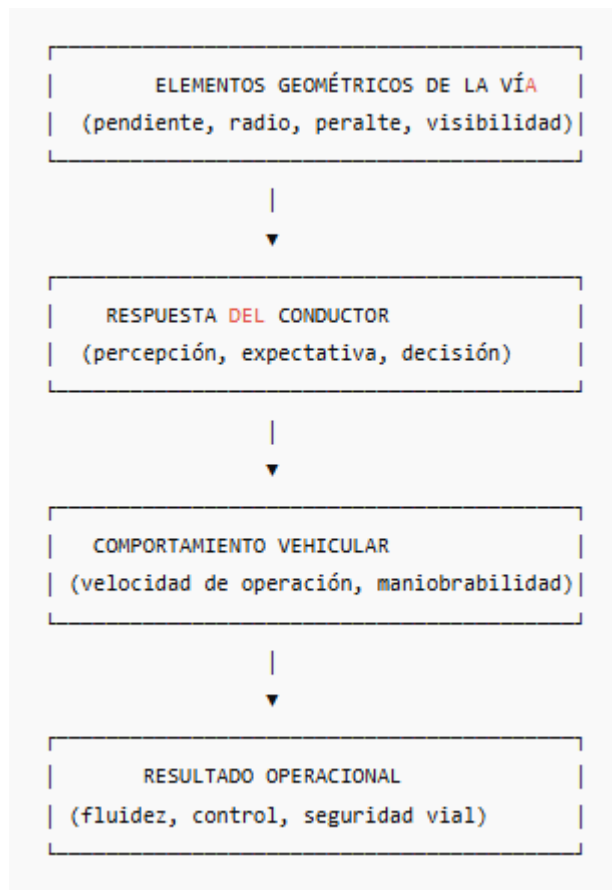 ELEMENTOS GEOMÉTRICOS DE LA VÍA
(pendiente, radio, peralte, visibilidad)
RESPUESTA DEL CONDUCTOR
(percepción, expectativa, decisión)
COMPORTAMIENTO VEHICULAR
(velocidad de operación, maniobrabilidad)
RESULTADO OPERACIONAL
(fluidez, control, seguridad vial)